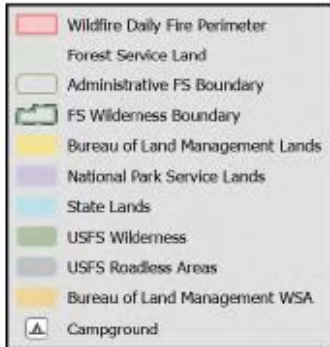 Wildfire Daily Fire Perimeter
Forest Service Land
Administrative FS Boundary
FS Wilderness Boundary
Bureau of Land Management Lands
National Park Service Lands
State Lands
USFS Wilderness
USFS Roadless Areas
Bureau of Land Management WSA
Campground